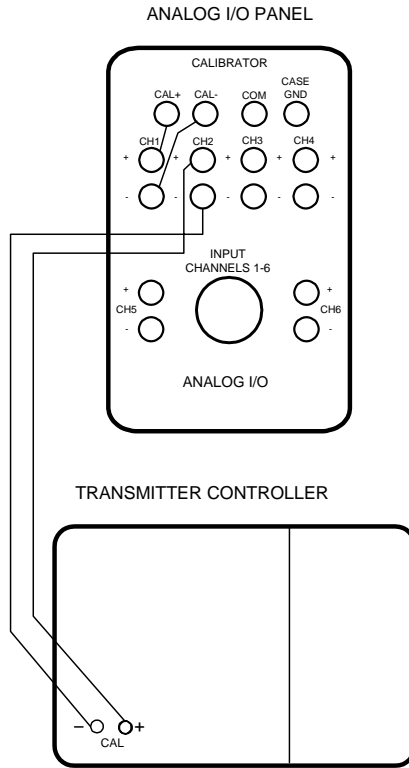 ANALOG I/O PANEL
CALIBRATOR
CAL+ CAL- COM CASE GND
CH1 CH2 CH3 CH4
+ + + + +
- - - - -
INPUT
CHANNELS 1-6
+ +
CH5 CH6
- -
ANALOG I/O
TRANSMITTER CONTROLLER
- +
CAL